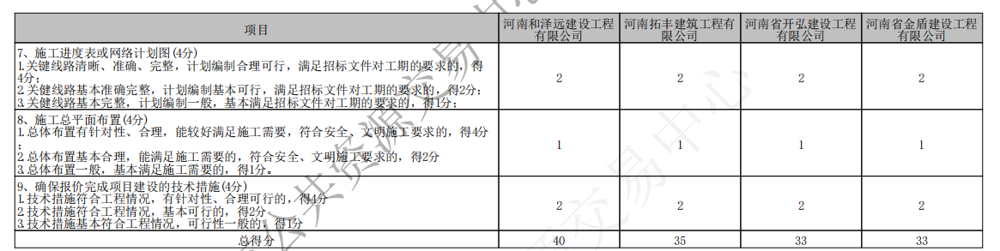 项目
河南和泽远建设工程
有限公司
河南拓丰建筑工程有
限公司
河南省开弘建设工程
有限公司
河南省金盾建设工程
有限公司
7、施工进度表或网络计划图(4分)
1.关键线路清晰、准确、完整，计划编制合理可行，满足招标文件对工期的要求的，得
4分；
2.关健线路基本准确完整，计划编制基本可行，满足招标文件对工期的要求的，得2分；
3.关健线路基本完整，计划编制一般，基本满足招标文件对工期的要求的，得1分；
2 2 2 2
8、施工总平面布置(4分)
1.总体布置有针对性、合理，能较好满足施工需要，符合安全、文明施工要求的，得4分
；
2.总体布置基本合理，能满足施工需要的，符合安全、文明施工要求的，得2分
3.总体布置一般，基本满足施工需要的，得1分。
1 1 1 1
9、确保报价完成项目建设的技术措施(4分)
1.技术措施符合工程情况，有针对性、合理可行的，得4分
2.技术措施符合工程情况，基本可行的，得2分
3.技术措施基本符合工程情况，可行性一般的，得1分
2 2 2 2
总得分 40 35 33 33
公共资源交易中心
源交易中心